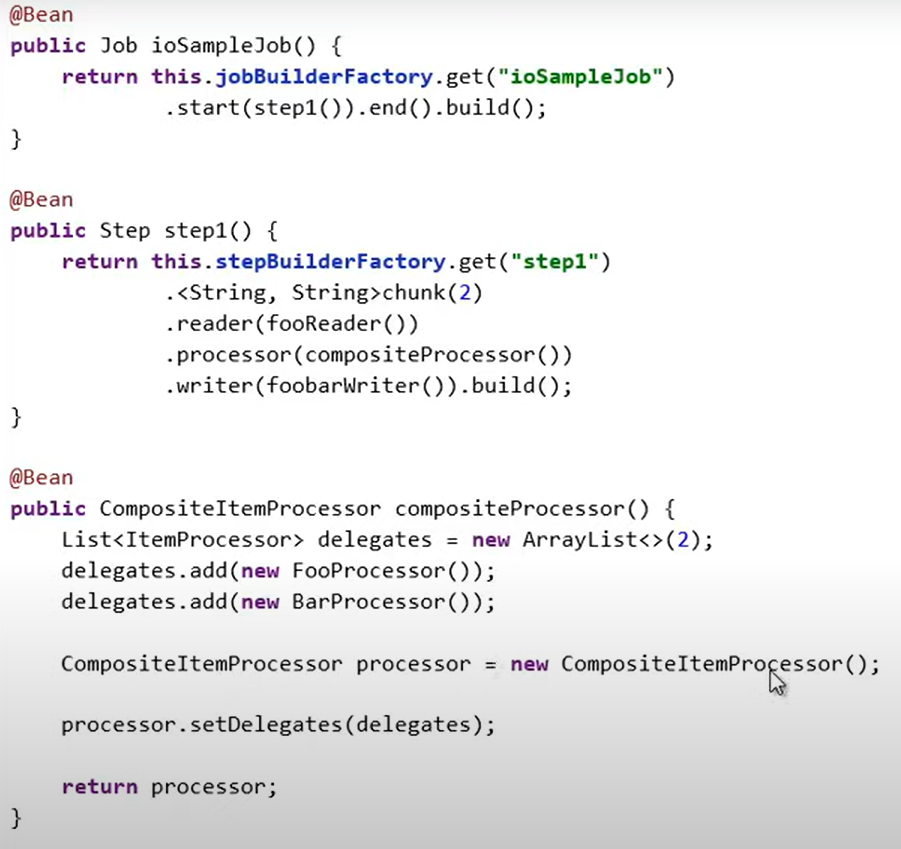 @Bean
public Job ioSampleJob() {
    return this.jobBuilderFactory.get("ioSampleJob")
            .start(step1()).end().build();
}
@Bean
public Step step1() {
    return this.stepBuilderFactory.get("step1")
            .<String, String>chunk(2)
            .reader(fooReader())
            .processor(compositeProcessor())
            .writer(foobarWriter()).build();
}
@Bean
public CompositeItemProcessor compositeProcessor() {
    List<ItemProcessor> delegates = new ArrayList<>(2);
    delegates.add(new FooProcessor());
    delegates.add(new BarProcessor());
    CompositeItemProcessor processor = new CompositeItemProcessor();
    processor.setDelegates(delegates);
    return processor;
}